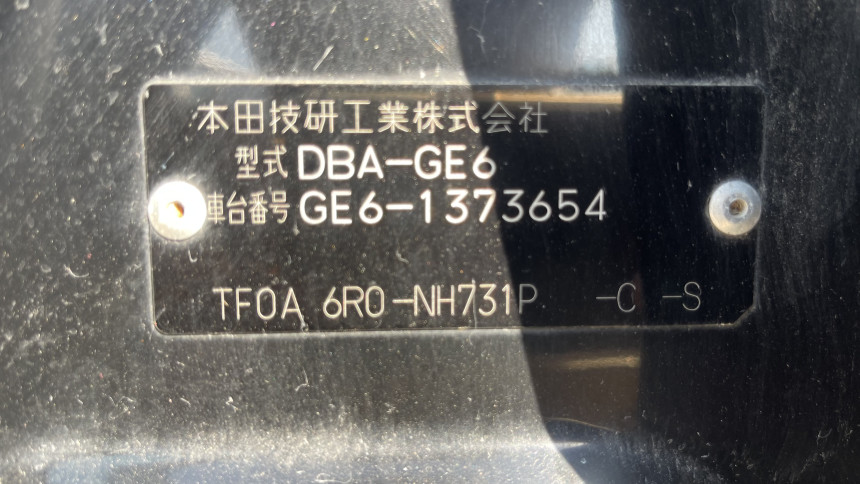 本田技研工業株式会社
型式 DBA-GE6
車台番号 GE6-1373654
TF0A 6R0-NH731P -C -S